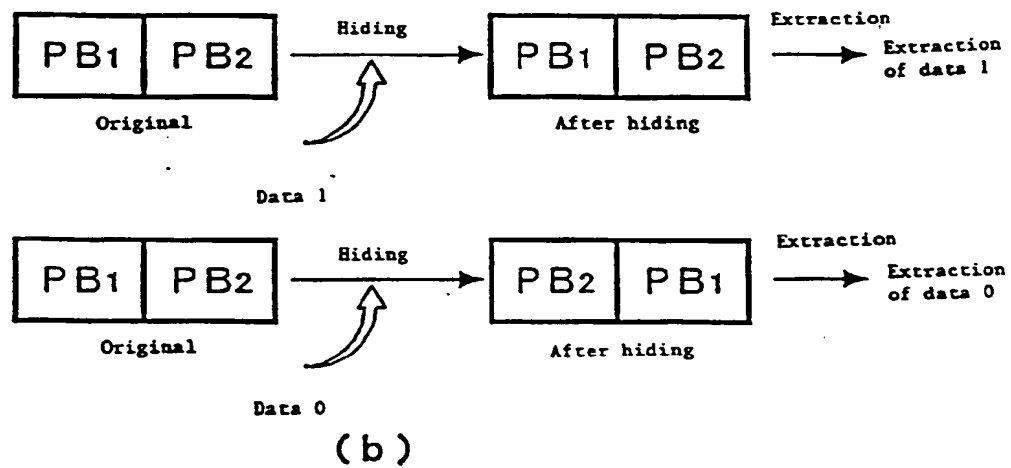 Hiding
Extraction
PB1 PB2
PB1 PB2
Extraction
of data 1
Original
After hiding
Data 1
Hiding
Extraction
PB1 PB2
PB2 PB1
Extraction
of data 0
Original
After hiding
Data 0
(b)